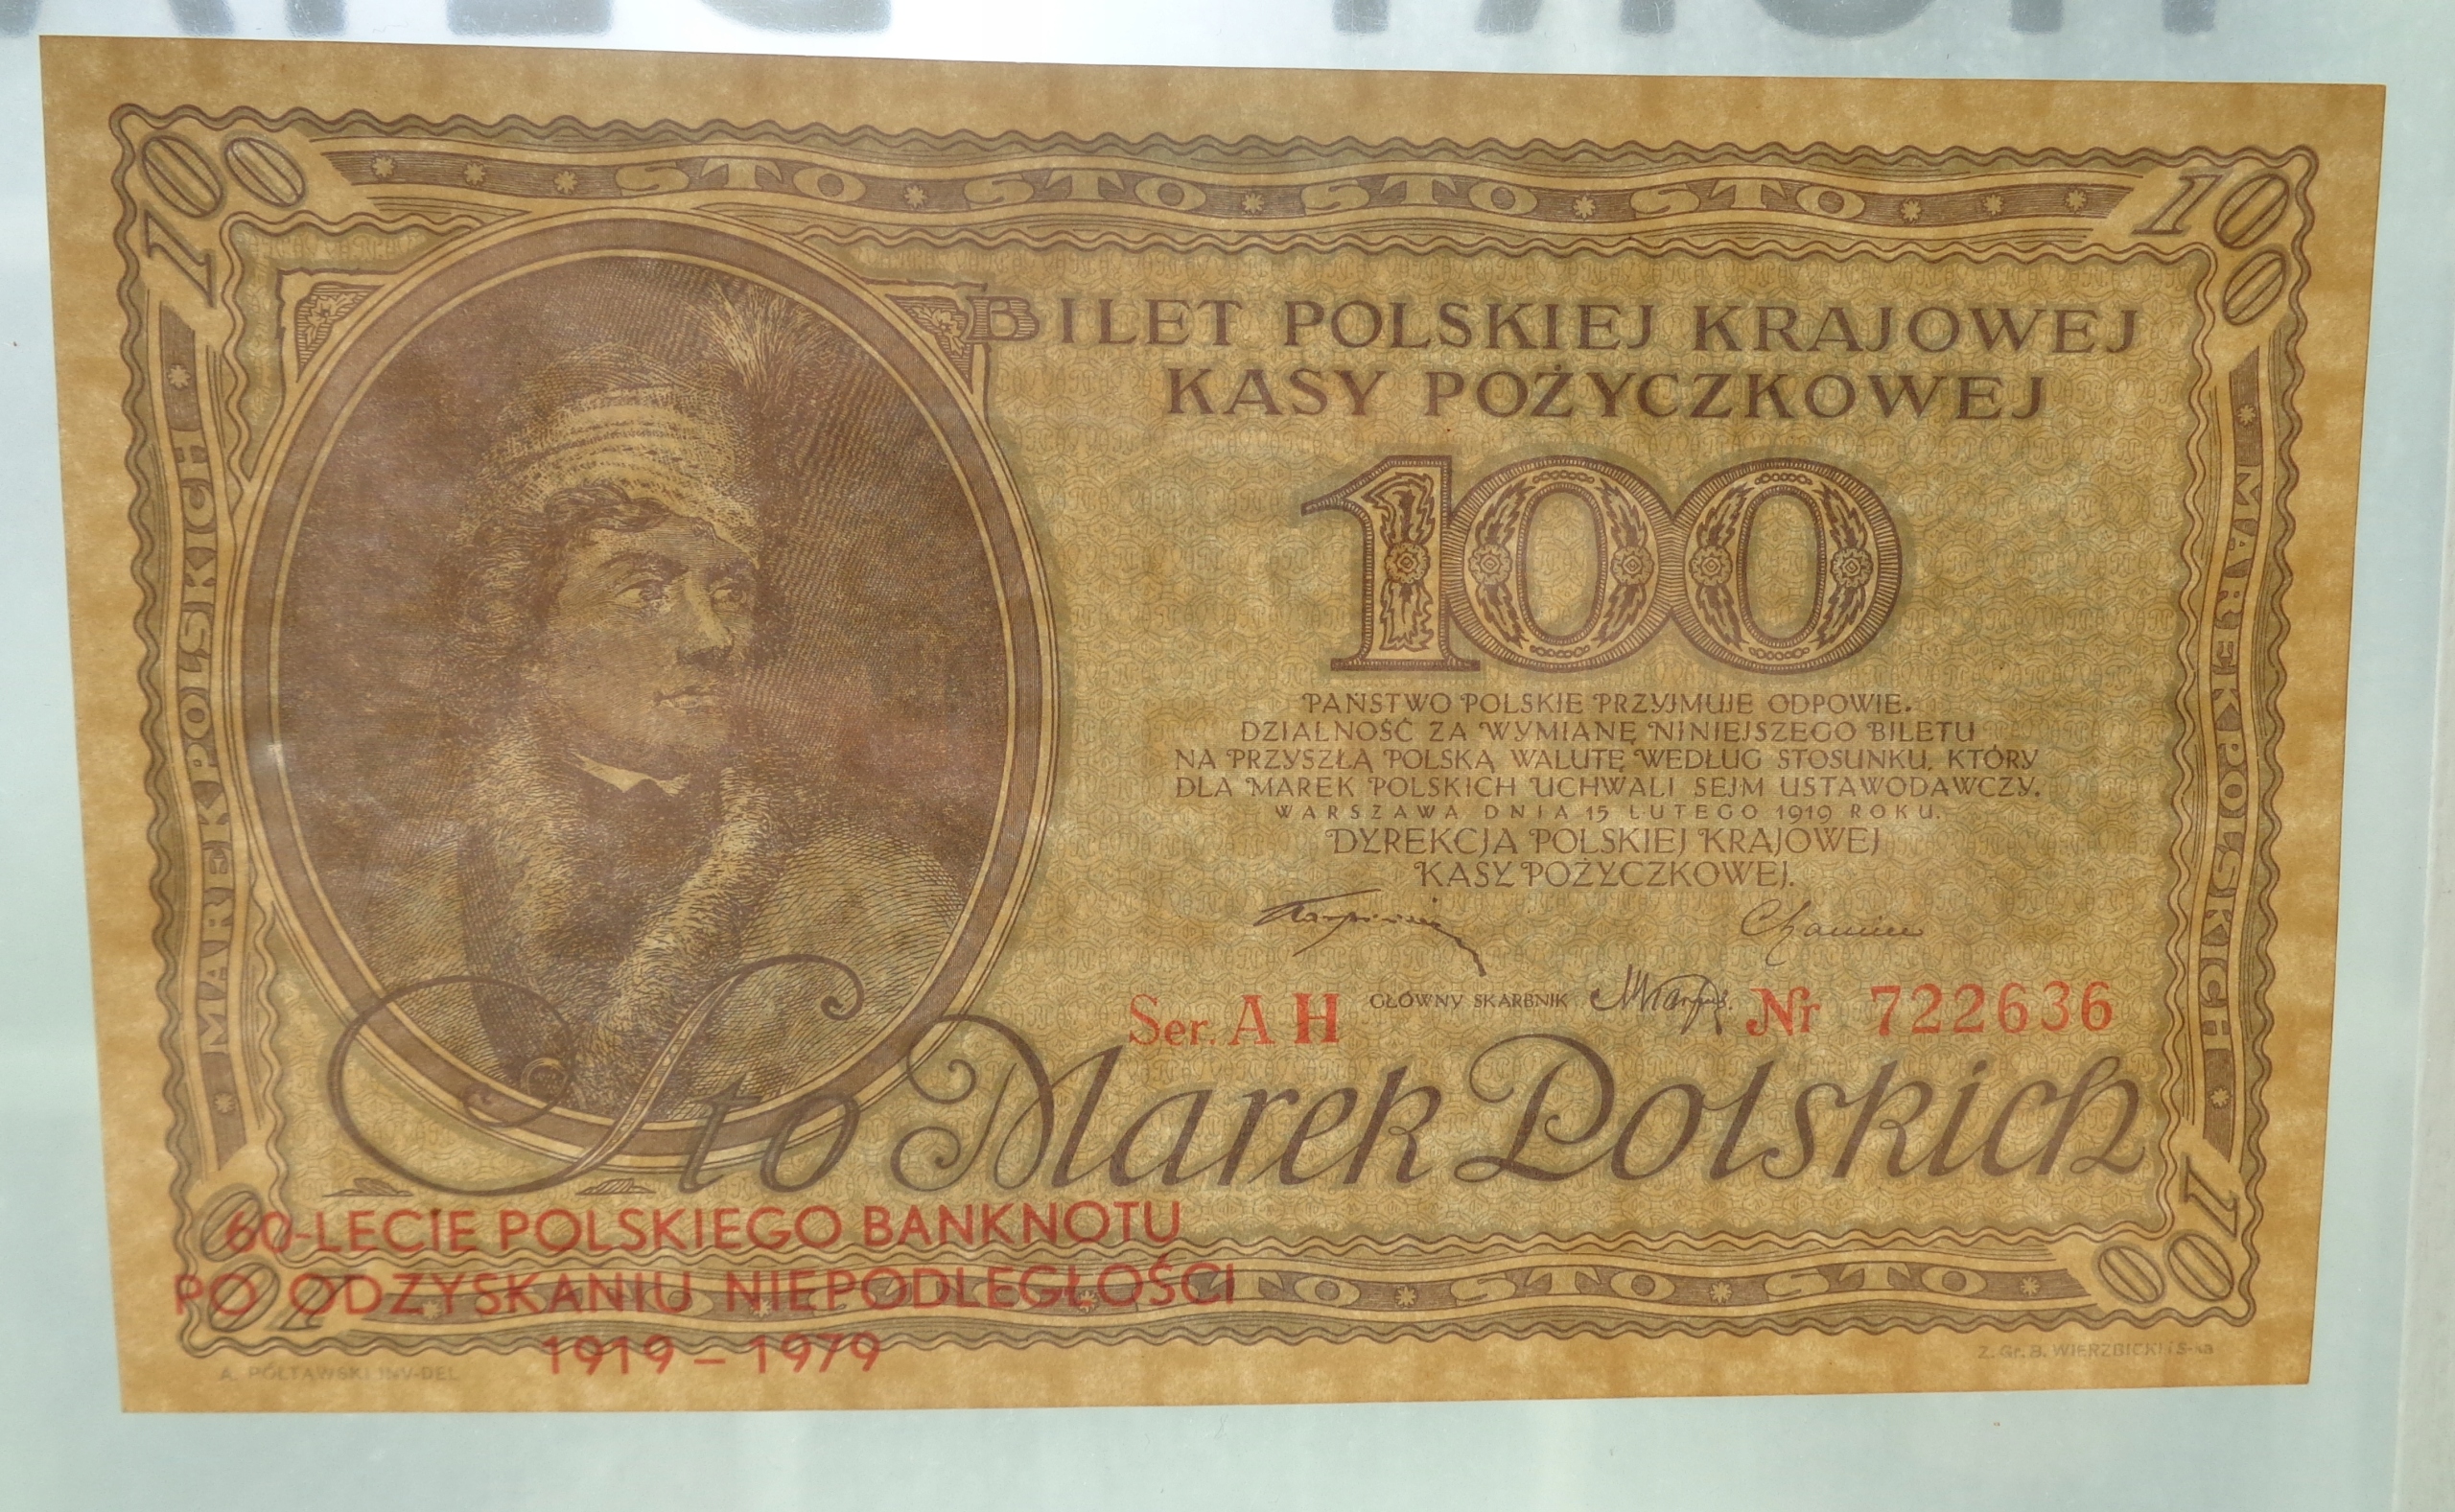 100
STO * STO * STO * STO
100
BILET POLSKIEJ KRAJOWEJ
KASY POŻYCZKOWEJ
100
MAREK POLSKICH
MAREK POLSKICH
PAŃSTWO POLSKIE PRZYJMUJE ODPOWIE.
DZIALNOŚĆ ZA WYMIANĘ NINIEJSZEGO BILETU
NA PRZYSZŁĄ POLSKĄ WALUTĘ WEDŁUG STOSUNKU, KTÓRY
DLA MAREK POLSKICH UCHWALI SEJM USTAWODAWCZY.
WARSZAWA DNIA 15 LUTEGO 1919 ROKU.
DYREKCJA POLSKIEJ KRAJOWEJ
KASY POŻYCZKOWEJ.
Ser. A H GŁÓWNY SKARBNIK Nr 722636
Sto Marek Polskich
60-LECIE POLSKIEGO BANKNOTU
PO ODZYSKANIU NIEPODLEGŁOŚCI
1919 – 1979
100
STO * STO * STO
100
A. PÓŁTAWSKI INV-DEL
Z. Gr. B. WIERZBICKI i S-ka